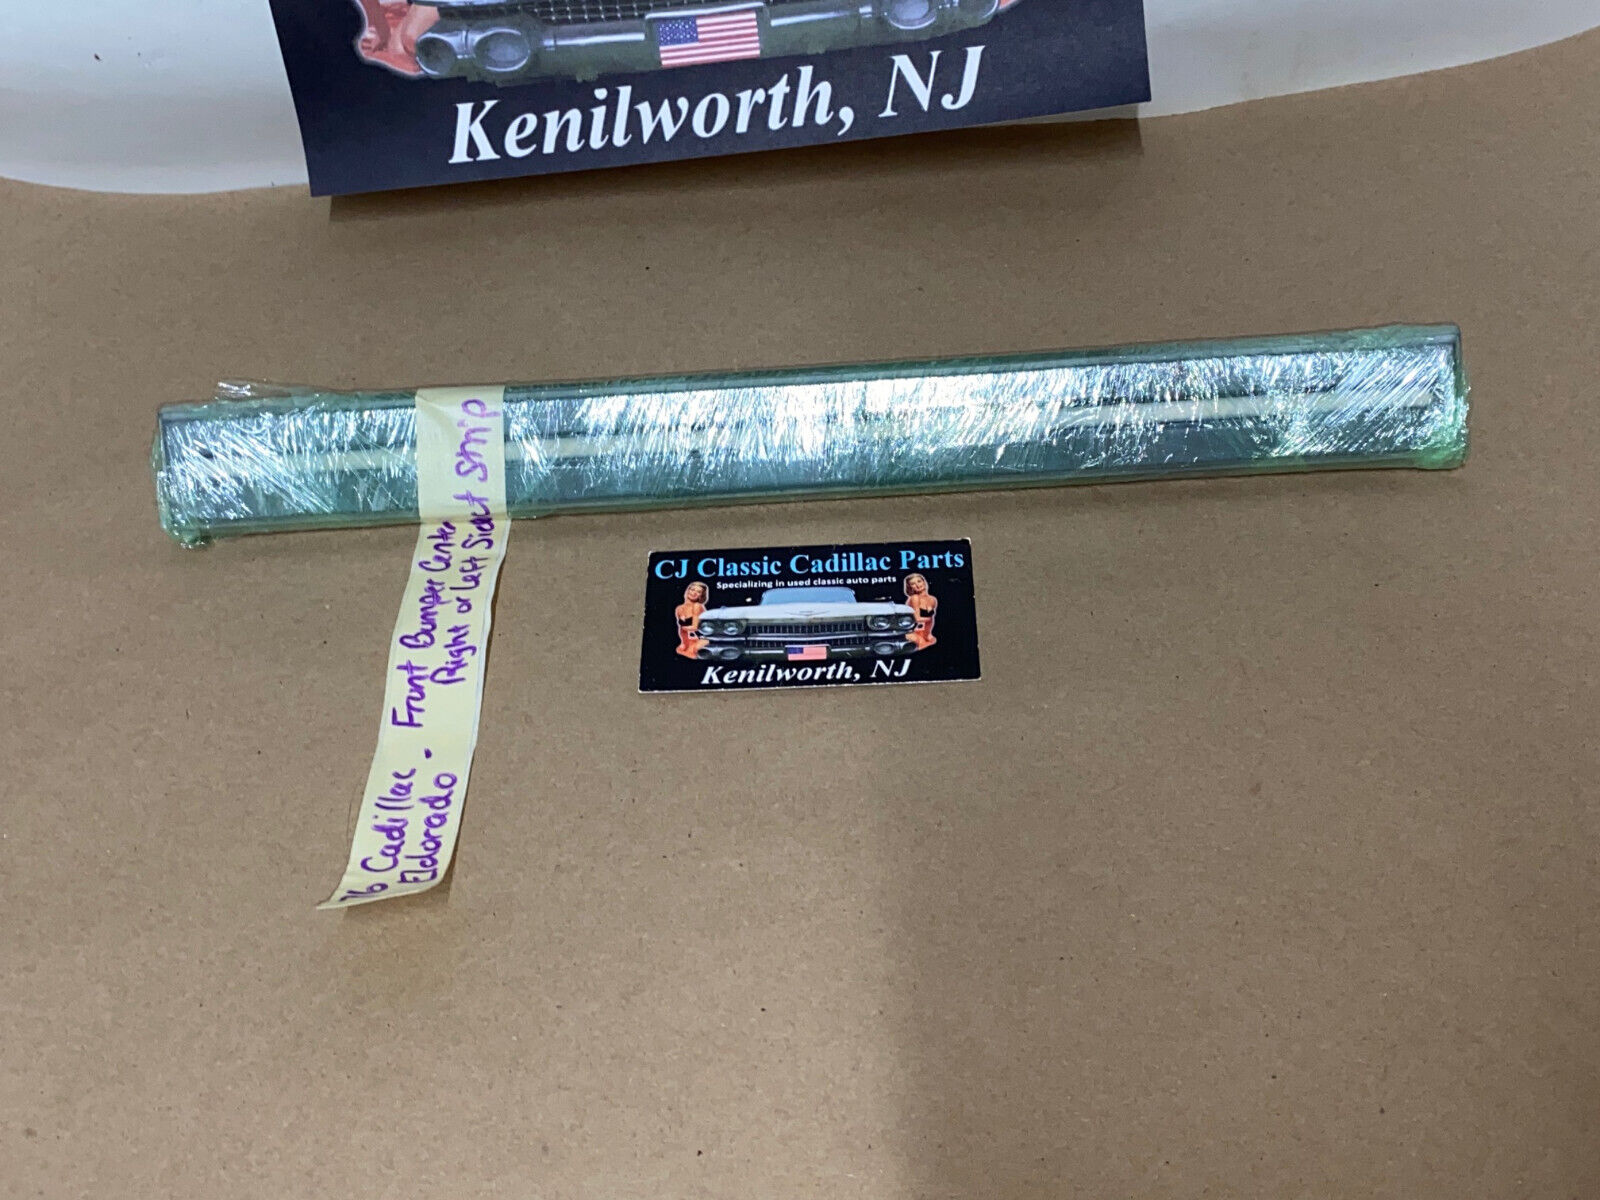 Kenilworth, NJ
76 Cadillac
Eldorado - Front Bumper Center
Right or Left Side Strip
CJ Classic Cadillac Parts
Specializing in used classic auto parts
Kenilworth, NJ